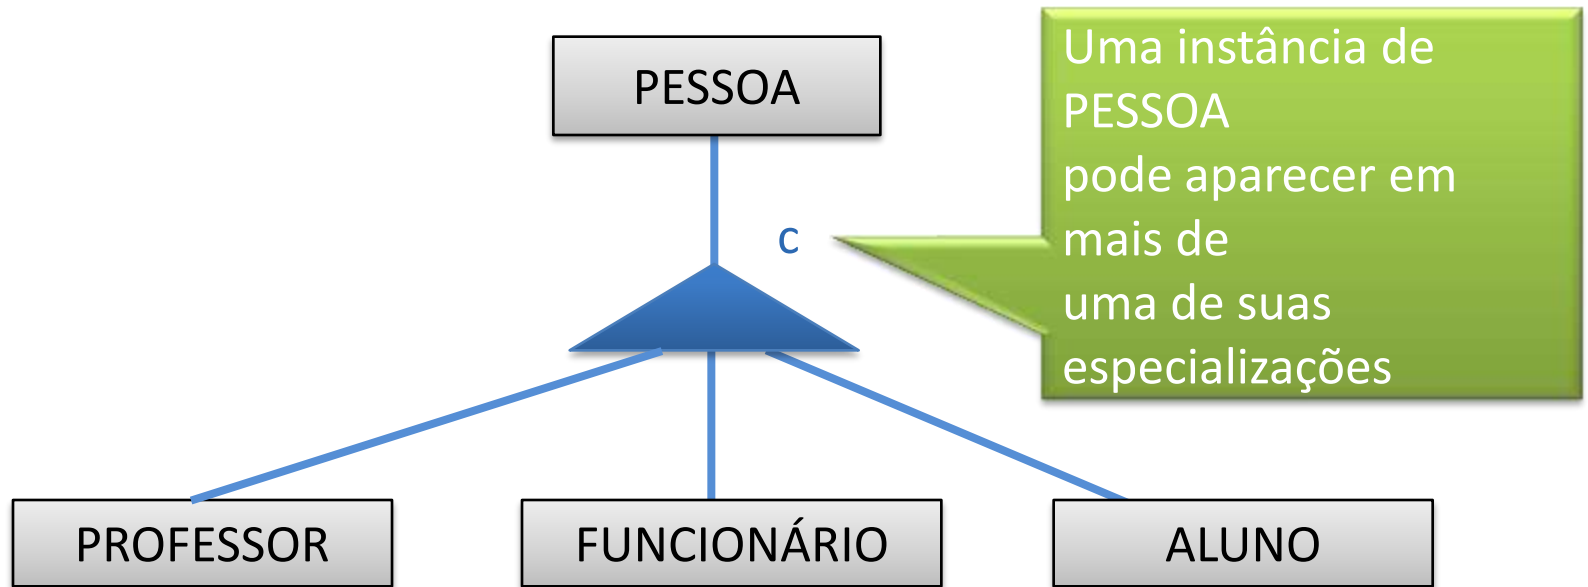 PESSOA
Uma instância de
PESSOA
pode aparecer em
mais de
uma de suas
especializações
c
PROFESSOR
FUNCIONÁRIO
ALUNO